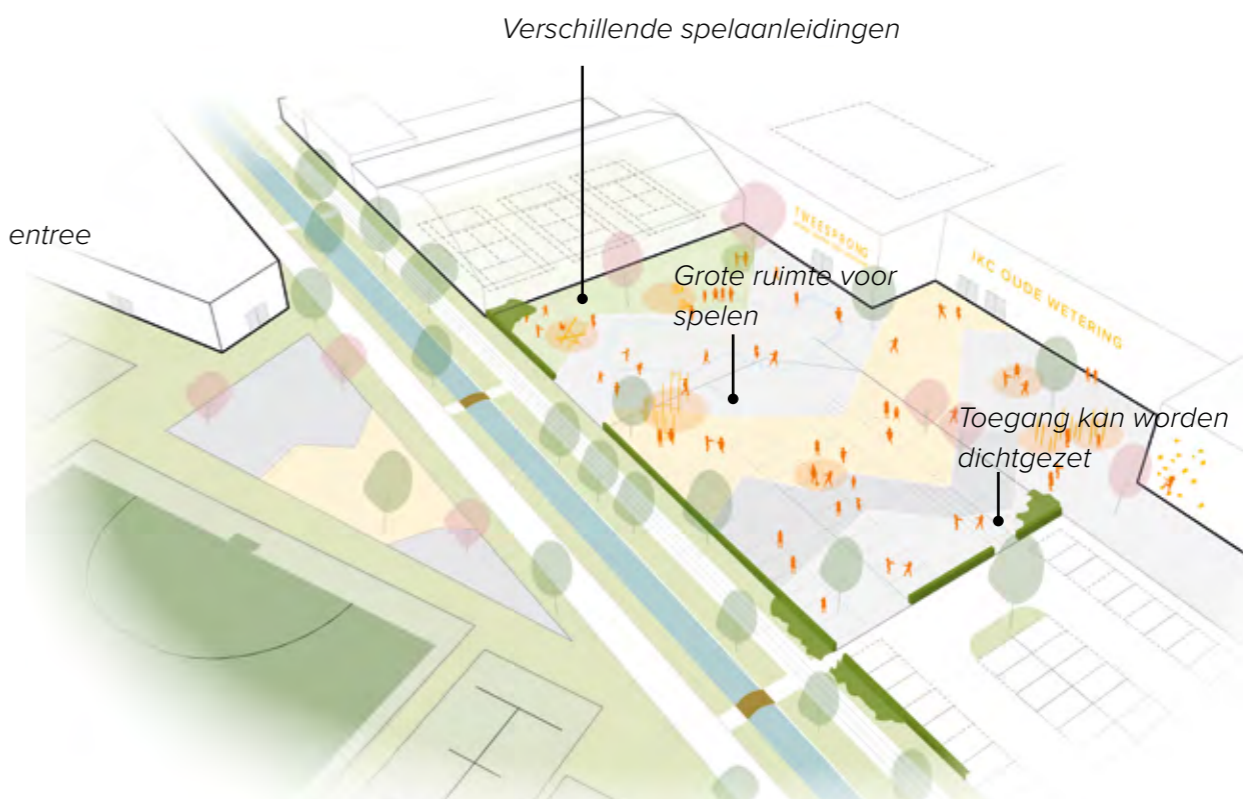 Verschillende spelaanleidingen
entree
TWEESPRONG
Grote ruimte voor
spelen
IKC OUDE WETERING
Toegang kan worden
dichtgezet